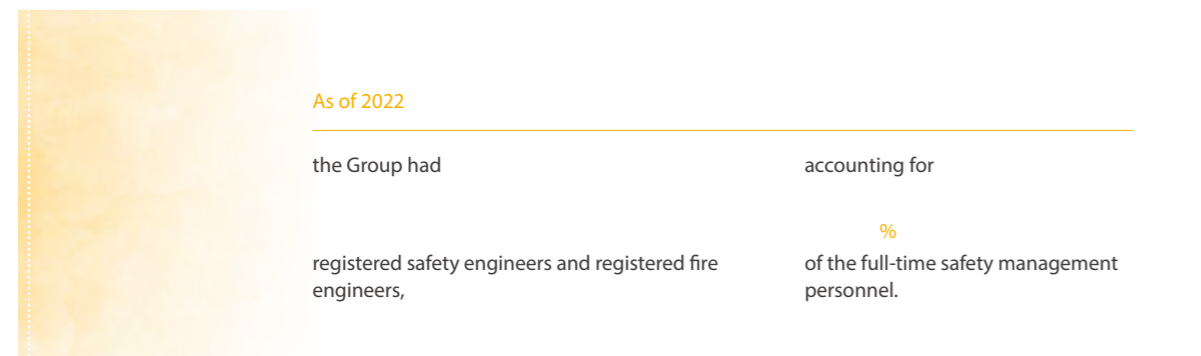 As of 2022
the Group had
registered safety engineers and registered fire
engineers,
accounting for
%
of the full-time safety management
personnel.